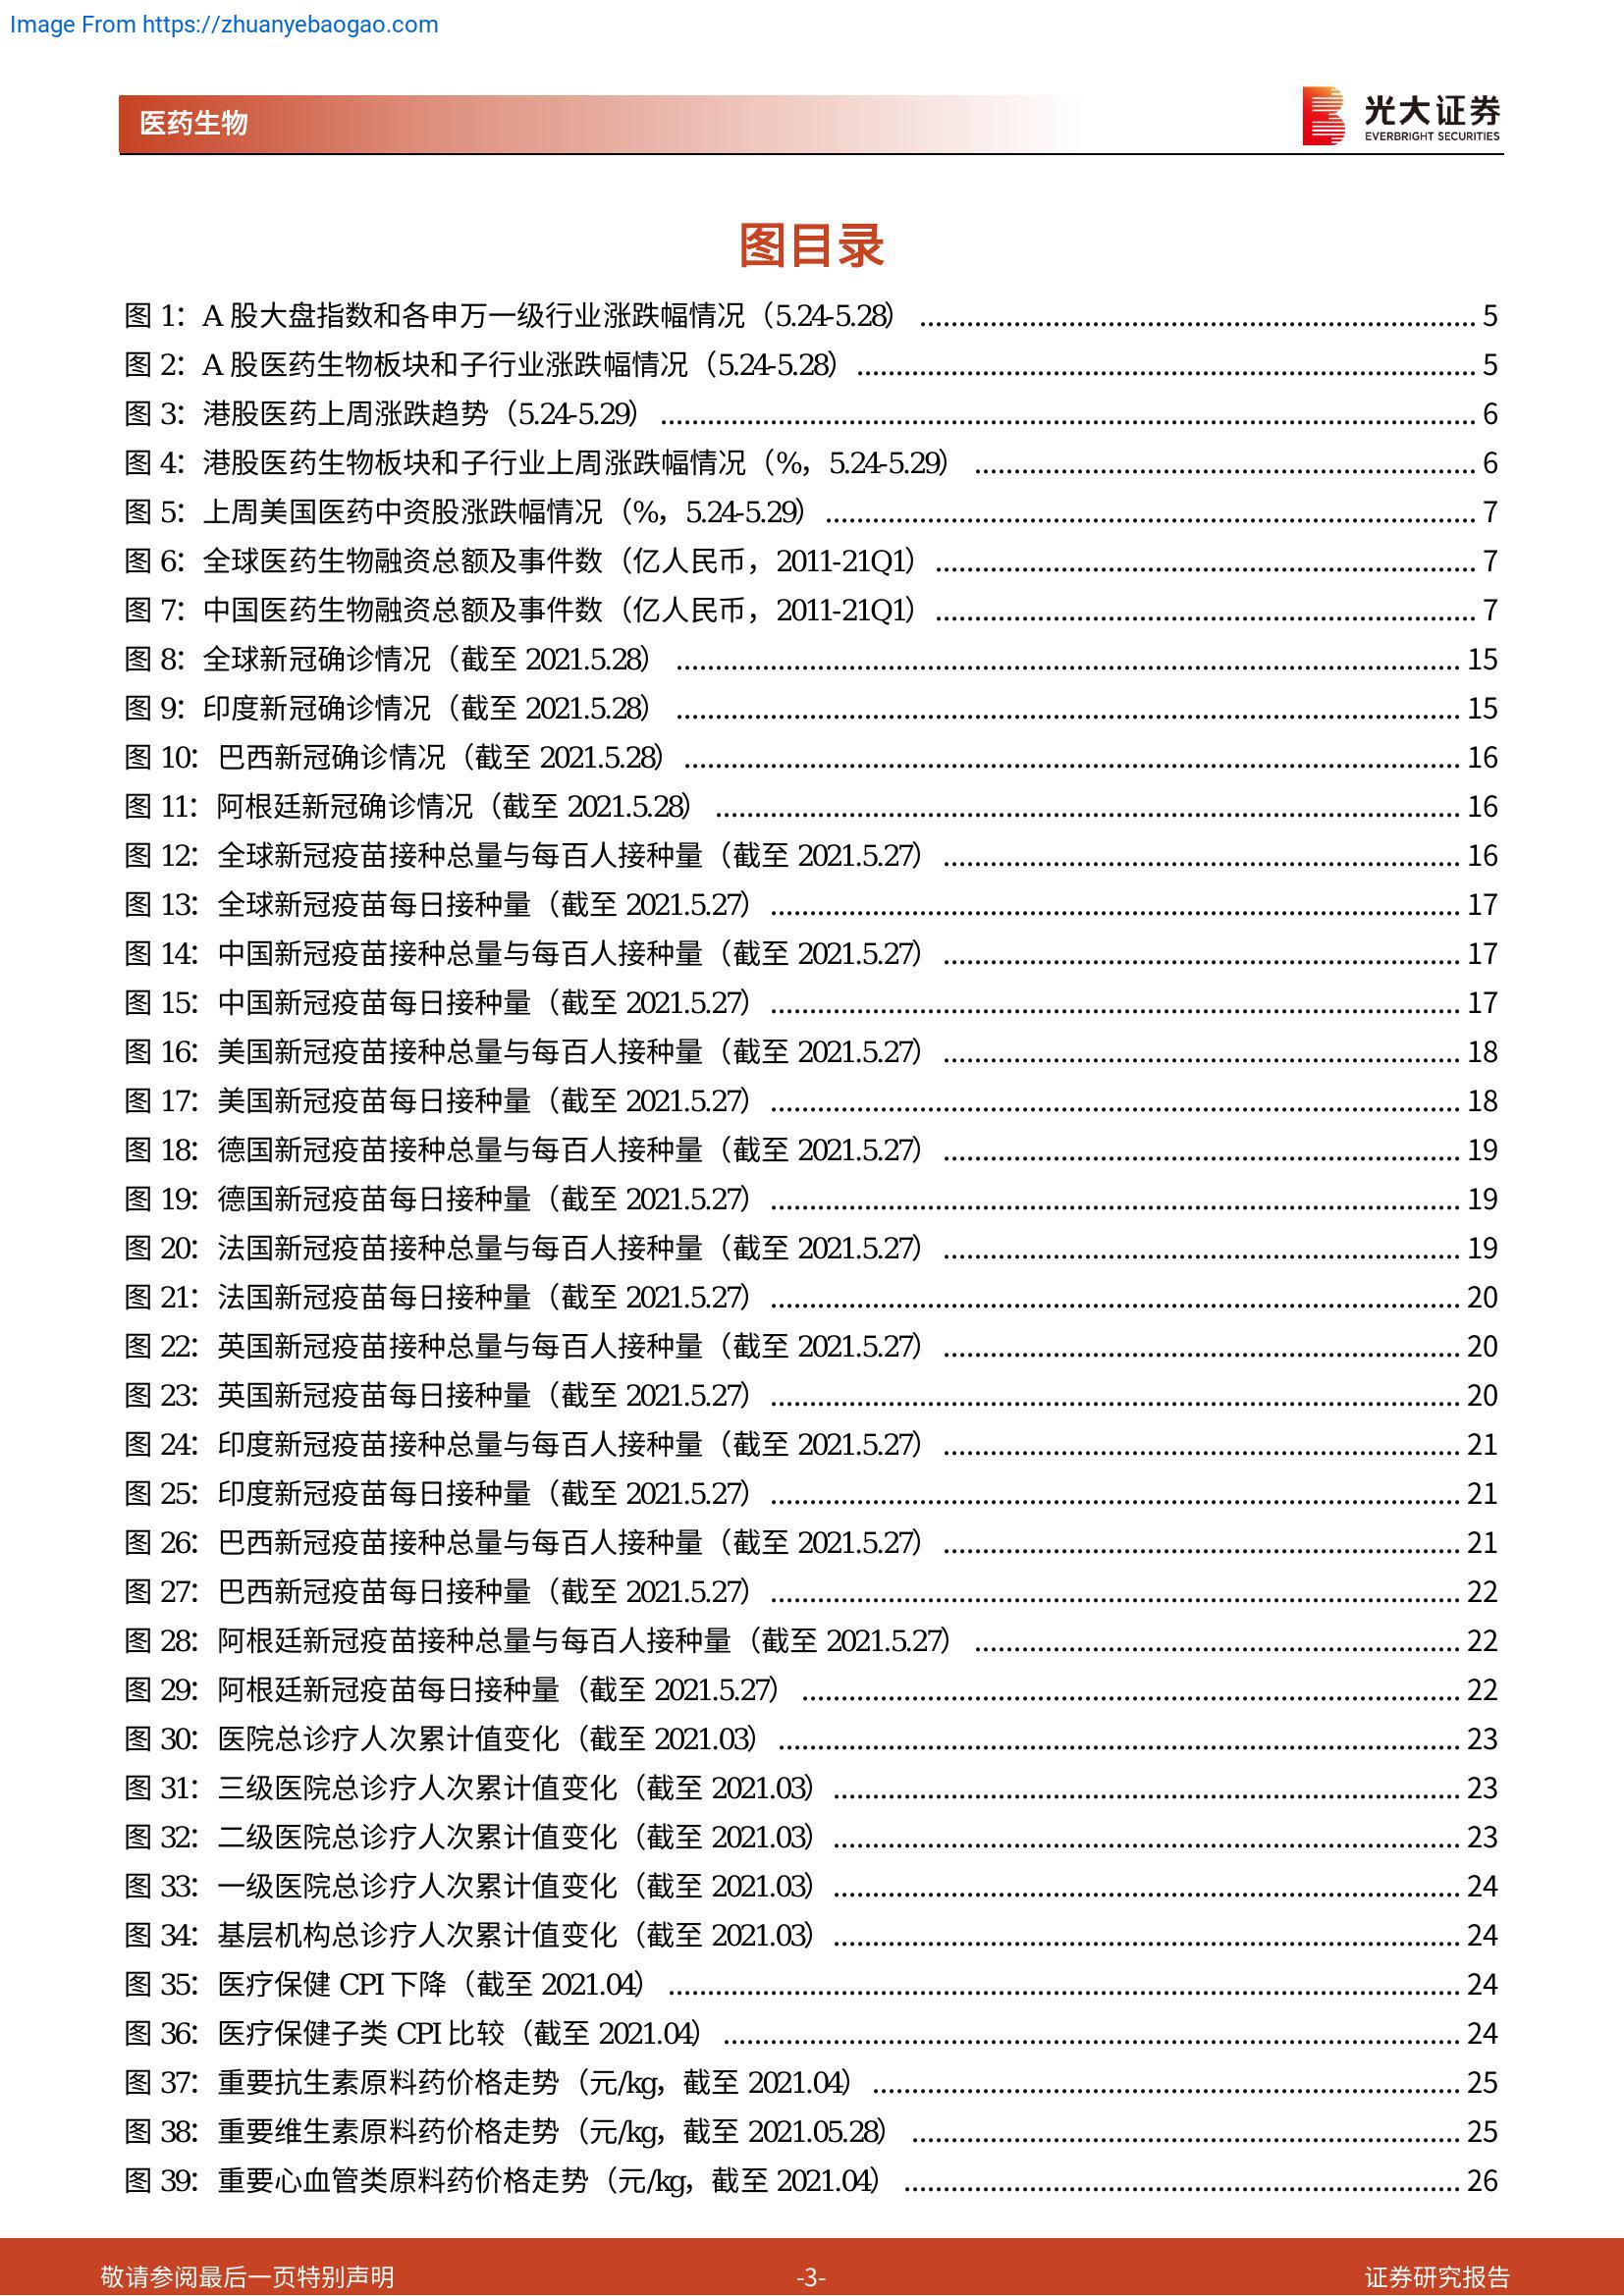 Image From https://zhuanyebaogao.com
医药生物
光大证券
EVERBRIGHT SECURITIES
图目录
图 1：A 股大盘指数和各申万一级行业涨跌幅情况（5.24-5.28） ........ 5
图 2：A 股医药生物板块和子行业涨跌幅情况（5.24-5.28） ........ 5
图 3：港股医药上周涨跌趋势（5.24-5.29） ........ 6
图 4：港股医药生物板块和子行业上周涨跌幅情况（%，5.24-5.29） ........ 6
图 5：上周美国医药中资股涨跌幅情况（%，5.24-5.29） ........ 7
图 6：全球医药生物融资总额及事件数（亿人民币，2011-21Q1） ........ 7
图 7：中国医药生物融资总额及事件数（亿人民币，2011-21Q1） ........ 7
图 8：全球新冠确诊情况（截至 2021.5.28） ........ 15
图 9：印度新冠确诊情况（截至 2021.5.28） ........ 15
图 10：巴西新冠确诊情况（截至 2021.5.28） ........ 16
图 11：阿根廷新冠确诊情况（截至 2021.5.28） ........ 16
图 12：全球新冠疫苗接种总量与每百人接种量（截至 2021.5.27） ........ 16
图 13：全球新冠疫苗每日接种量（截至 2021.5.27） ........ 17
图 14：中国新冠疫苗接种总量与每百人接种量（截至 2021.5.27） ........ 17
图 15：中国新冠疫苗每日接种量（截至 2021.5.27） ........ 17
图 16：美国新冠疫苗接种总量与每百人接种量（截至 2021.5.27） ........ 18
图 17：美国新冠疫苗每日接种量（截至 2021.5.27） ........ 18
图 18：德国新冠疫苗接种总量与每百人接种量（截至 2021.5.27） ........ 19
图 19：德国新冠疫苗每日接种量（截至 2021.5.27） ........ 19
图 20：法国新冠疫苗接种总量与每百人接种量（截至 2021.5.27） ........ 19
图 21：法国新冠疫苗每日接种量（截至 2021.5.27） ........ 20
图 22：英国新冠疫苗接种总量与每百人接种量（截至 2021.5.27） ........ 20
图 23：英国新冠疫苗每日接种量（截至 2021.5.27） ........ 20
图 24：印度新冠疫苗接种总量与每百人接种量（截至 2021.5.27） ........ 21
图 25：印度新冠疫苗每日接种量（截至 2021.5.27） ........ 21
图 26：巴西新冠疫苗接种总量与每百人接种量（截至 2021.5.27） ........ 21
图 27：巴西新冠疫苗每日接种量（截至 2021.5.27） ........ 22
图 28：阿根廷新冠疫苗接种总量与每百人接种量（截至 2021.5.27） ........ 22
图 29：阿根廷新冠疫苗每日接种量（截至 2021.5.27） ........ 22
图 30：医院总诊疗人次累计值变化（截至 2021.03） ........ 23
图 31：三级医院总诊疗人次累计值变化（截至 2021.03） ........ 23
图 32：二级医院总诊疗人次累计值变化（截至 2021.03） ........ 23
图 33：一级医院总诊疗人次累计值变化（截至 2021.03） ........ 24
图 34：基层机构总诊疗人次累计值变化（截至 2021.03） ........ 24
图 35：医疗保健 CPI 下降（截至 2021.04） ........ 24
图 36：医疗保健子类 CPI 比较（截至 2021.04） ........ 24
图 37：重要抗生素原料药价格走势（元/kg，截至 2021.04） ........ 25
图 38：重要维生素原料药价格走势（元/kg，截至 2021.05.28） ........ 25
图 39：重要心血管类原料药价格走势（元/kg，截至 2021.04） ........ 26
敬请参阅最后一页特别声明
-3-
证券研究报告